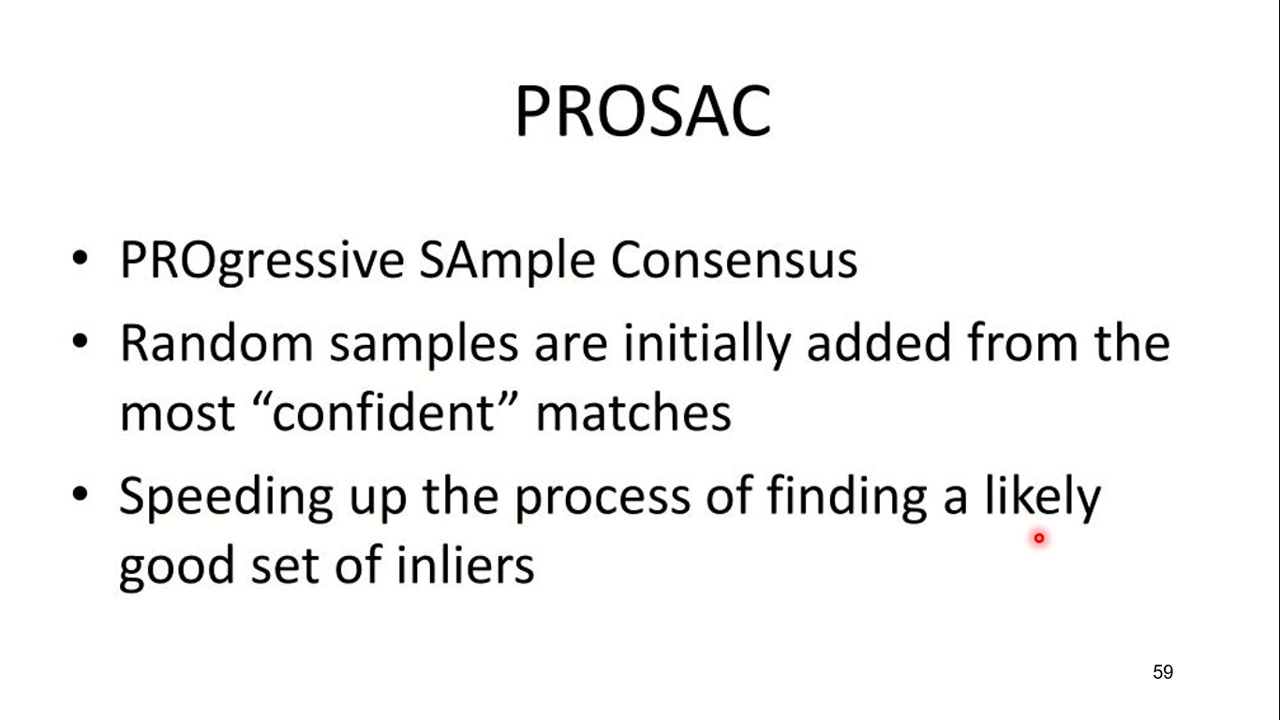 PROSAC
• PROgressive SAmple Consensus
• Random samples are initially added from the
most “confident” matches
• Speeding up the process of finding a likely
good set of inliers
59